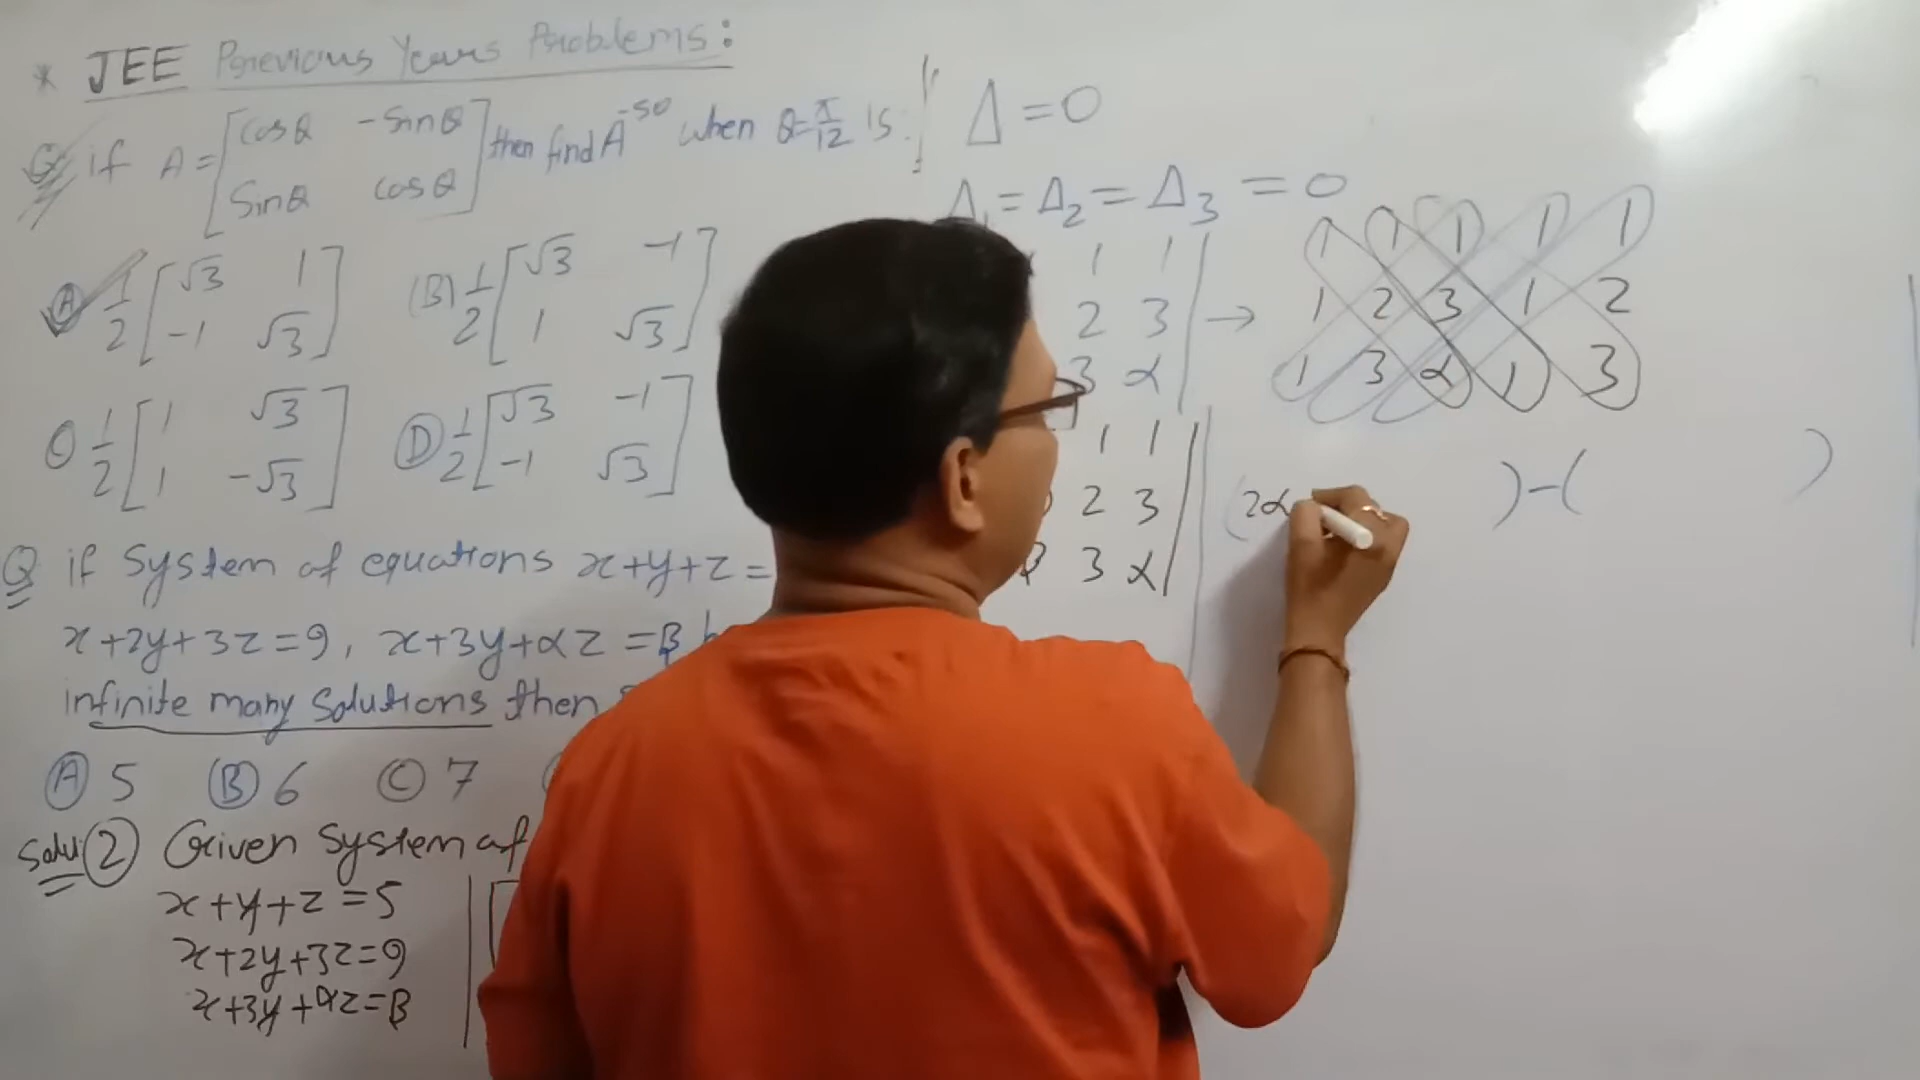 * JEE Previous Years Problems:
Q if A = [cosθ -sinθ
sinθ cosθ] then find A^-50 when θ = π/12 is:
(A) 1/2 [√3 1
-1 √3]
(B) 1/2 [√3 -1
1 √3]
(C) 1/2 [1 √3
1 -√3]
(D) 1/2 [√3 -1
-1 √3]
Q if System of equations x+y+z =
x+2y+3z=9, x+3y+αz =β
infinite many solutions then
(A) 5 (B) 6 (C) 7
Solu: (2) Given System of
x+y+z =5
x+2y+3z=9
x+3y+αz=β
Δ=0
Δ1 = Δ2 = Δ3 = 0
1 1
2 3
3 α| →
1 1 1 1 1
1 2 3 1 2
1 3 α 1 3
1 1
2 3
β 3 α|
(2α ) - ( )